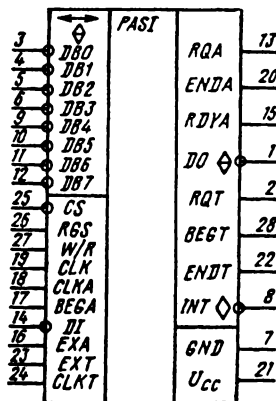 PASI
3 DB0
4 DB1
5 DB2
6 DB3
9 DB4
10 DB5
11 DB6
12 DB7
25 CS
26 RGS
27 W/R
19 CLK
18 CLKA
17 BEGA
14 DI
16 EXA
23 EXT
24 CLKT
RQA 13
ENDA 20
RDYA 15
DO 1
RQT 2
BEGT 28
ENDT 22
INT 8
GND 7
UCC 21